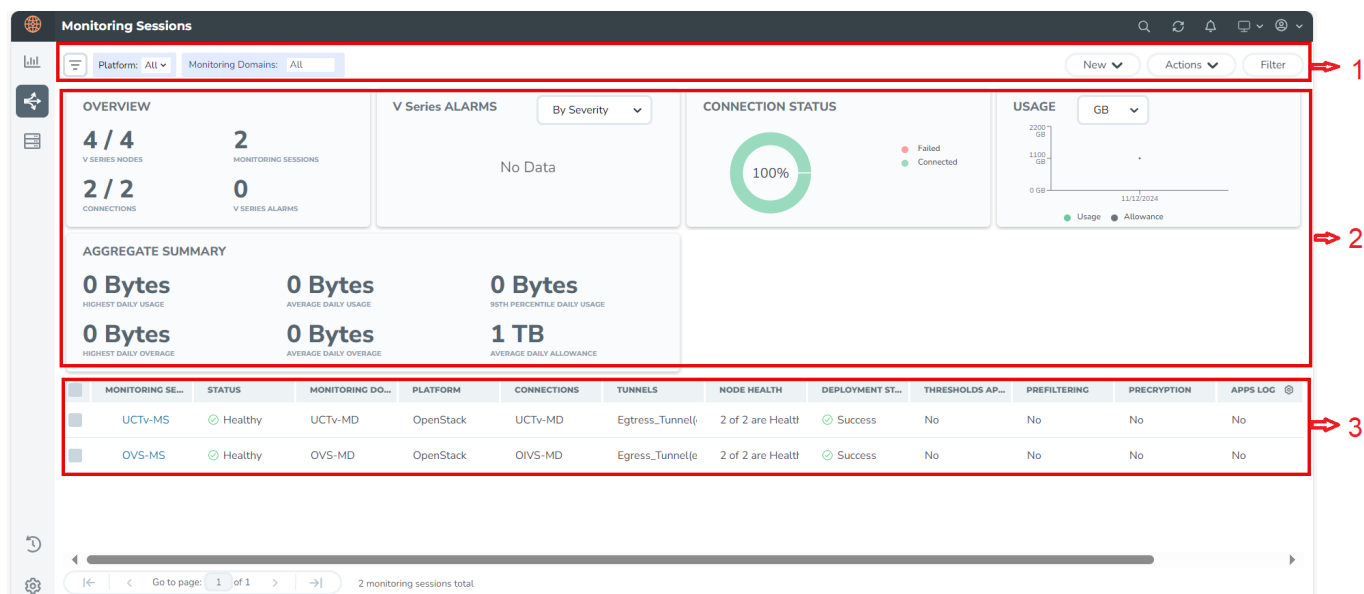 Monitoring Sessions
Platform: All Monitoring Domains: All New Actions Filter
1
OVERVIEW
4 / 4 2
V SERIES NODES MONITORING SESSIONS
2 / 2 0
CONNECTIONS V SERIES ALARMS
V Series ALARMS By Severity
No Data
CONNECTION STATUS
100%
Failed
Connected
USAGE GB
2200 GB
1100 GB
0 GB
11/12/2024
Usage Allowance
2
AGGREGATE SUMMARY
0 Bytes 0 Bytes 0 Bytes
HIGHEST DAILY USAGE AVERAGE DAILY USAGE 95TH PERCENTILE DAILY USAGE
0 Bytes 0 Bytes 1 TB
HIGHEST DAILY OVERAGE AVERAGE DAILY OVERAGE AVERAGE DAILY ALLOWANCE
MONITORING SE... STATUS MONITORING DO... PLATFORM CONNECTIONS TUNNELS NODE HEALTH DEPLOYMENT ST... THRESHOLDS AP... PREFILTERING PRECRYPTION APPS LOG
UCTv-MS Healthy UCTv-MD OpenStack UCTv-MD Egtress_Tunnel( 2 of 2 are Healt Success No No No No
3
OVS-MS Healthy OVS-MD OpenStack OIVS-MD Egress_Tunnel(e 2 of 2 are Healt Success No No No No
Go to page: 1 of 1 2 monitoring sessions total